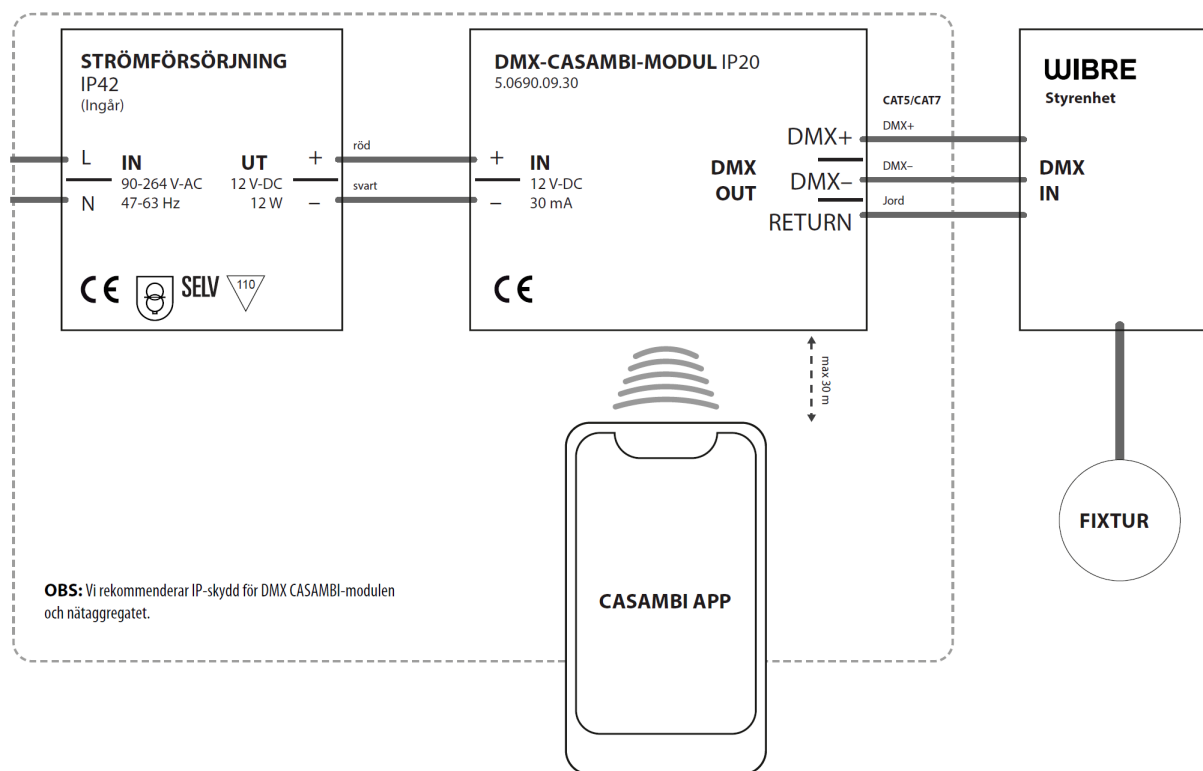 STRÖMFÖRSÖRJNING
IP42
(Ingår)
L
N
IN
90-264 V-AC
47-63 Hz
UT
12 V-DC
12 W
+
–
SELV
110
röd
svart
DMX-CASAMBI-MODUL IP20
5.0690.09.30
+
–
IN
12 V-DC
30 mA
DMX
OUT
DMX+
DMX–
RETURN
CE
CE
CAT5/CAT7
DMX+
DMX–
Jord
WIBRE
Styrenhet
DMX
IN
max 30 m
FIXTUR
OBS: Vi rekommenderar IP-skydd för DMX CASAMBI-modulen
och nätaggregatet.
CASAMBI APP